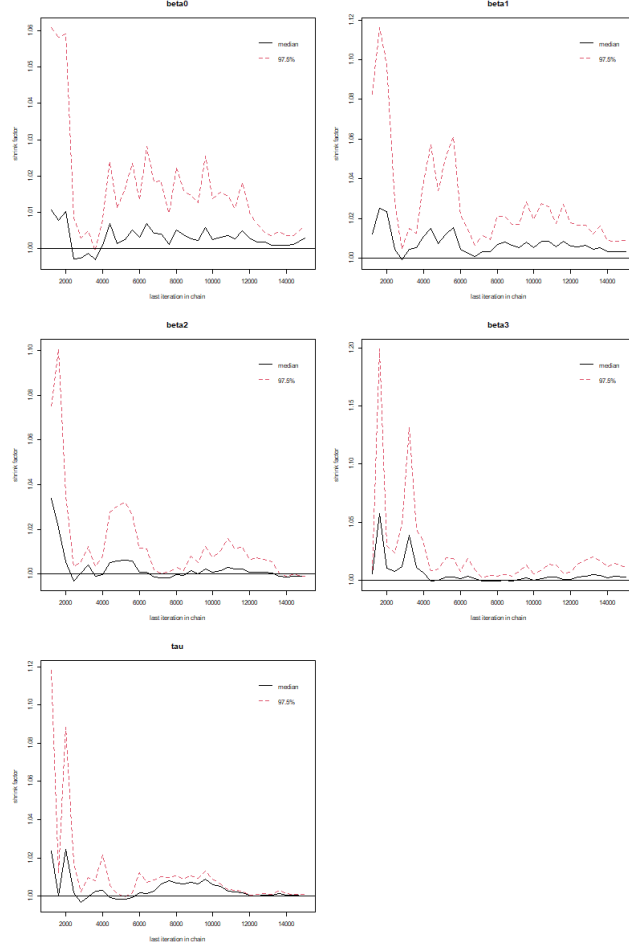 beta0
median
97.5%
shrink factor
1.00 1.01 1.02 1.03 1.04 1.05 1.06
2000 4000 6000 8000 10000 12000 14000
last iteration in chain
beta1
median
97.5%
shrink factor
1.00 1.02 1.04 1.06 1.08 1.10 1.12
2000 4000 6000 8000 10000 12000 14000
last iteration in chain
beta2
median
97.5%
shrink factor
1.00 1.02 1.04 1.06 1.08 1.10
2000 4000 6000 8000 10000 12000 14000
last iteration in chain
beta3
median
97.5%
shrink factor
1.00 1.05 1.10 1.15 1.20
2000 4000 6000 8000 10000 12000 14000
last iteration in chain
tau
median
97.5%
shrink factor
1.00 1.02 1.04 1.06 1.08 1.10 1.12
2000 4000 6000 8000 10000 12000 14000
last iteration in chain